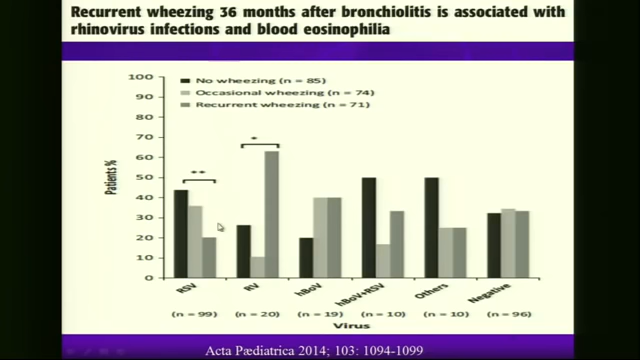 Recurrent wheezing 36 months after bronchiolitis is associated with
rhinovirus infections and blood eosinophilia
No wheezing (n = 85)
Occasional wheezing (n = 74)
Recurrent wheezing (n = 71)
100
90
80
70
60
50
40
30
20
10
0
Patients %
**
*
RSV
RV
hBoV
hBoV+RSV
Others
Negative
(n = 99)
(n = 20)
(n = 19)
(n = 10)
(n = 10)
(n = 96)
Virus
Acta Pædiatrica 2014; 103: 1094-1099